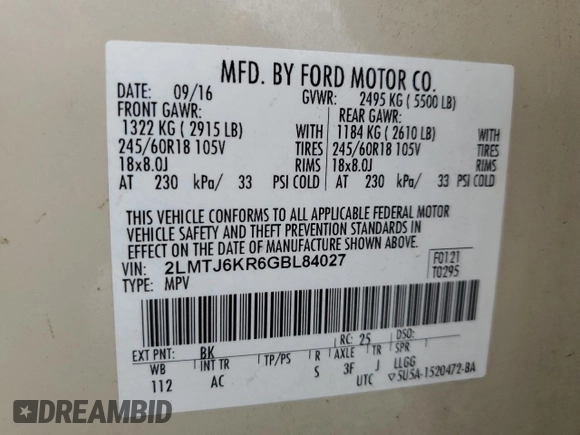 MFD. BY FORD MOTOR CO.
DATE: 09/16 GVWR: 2495 KG ( 5500 LB)
FRONT GAWR: REAR GAWR:
1322 KG ( 2915 LB) WITH 1184 KG ( 2610 LB) WITH
245/60R18 105V TIRES 245/60R18 105V TIRES
18x8.0J RIMS 18x8.0J RIMS
AT 230 kPa/ 33 PSI COLD AT 230 kPa/ 33 PSI COLD
THIS VEHICLE CONFORMS TO ALL APPLICABLE FEDERAL MOTOR
VEHICLE SAFETY AND THEFT PREVENTION STANDARDS IN
EFFECT ON THE DATE OF MANUFACTURE SHOWN ABOVE.
VIN: 2LMTJ6KR6GBL84027 F0121
TYPE: MPV T0295
EXT PNT: BK RC: 25 DSO:
WB INT TR TP/PS R AXLE TR SPR
112 AC S 3F J LLGG
UTC 5U5A-1520472-BA
DREAMBID